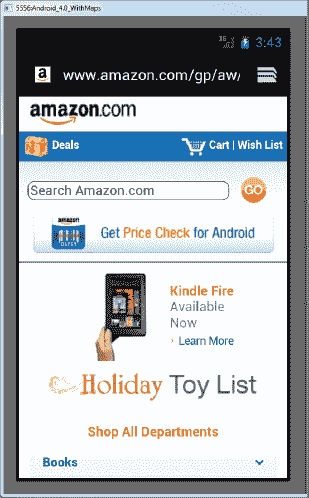 5556:Android_4.0_WithMaps
3G 3:43
a www.amazon.com/gp/aw/
amazon.com
Deals Cart | Wish List
Search Amazon.com GO
amazon Get Price Check for Android
Kindle Fire
Available
Now
› Learn More
Holiday Toy List
Shop All Departments
Books